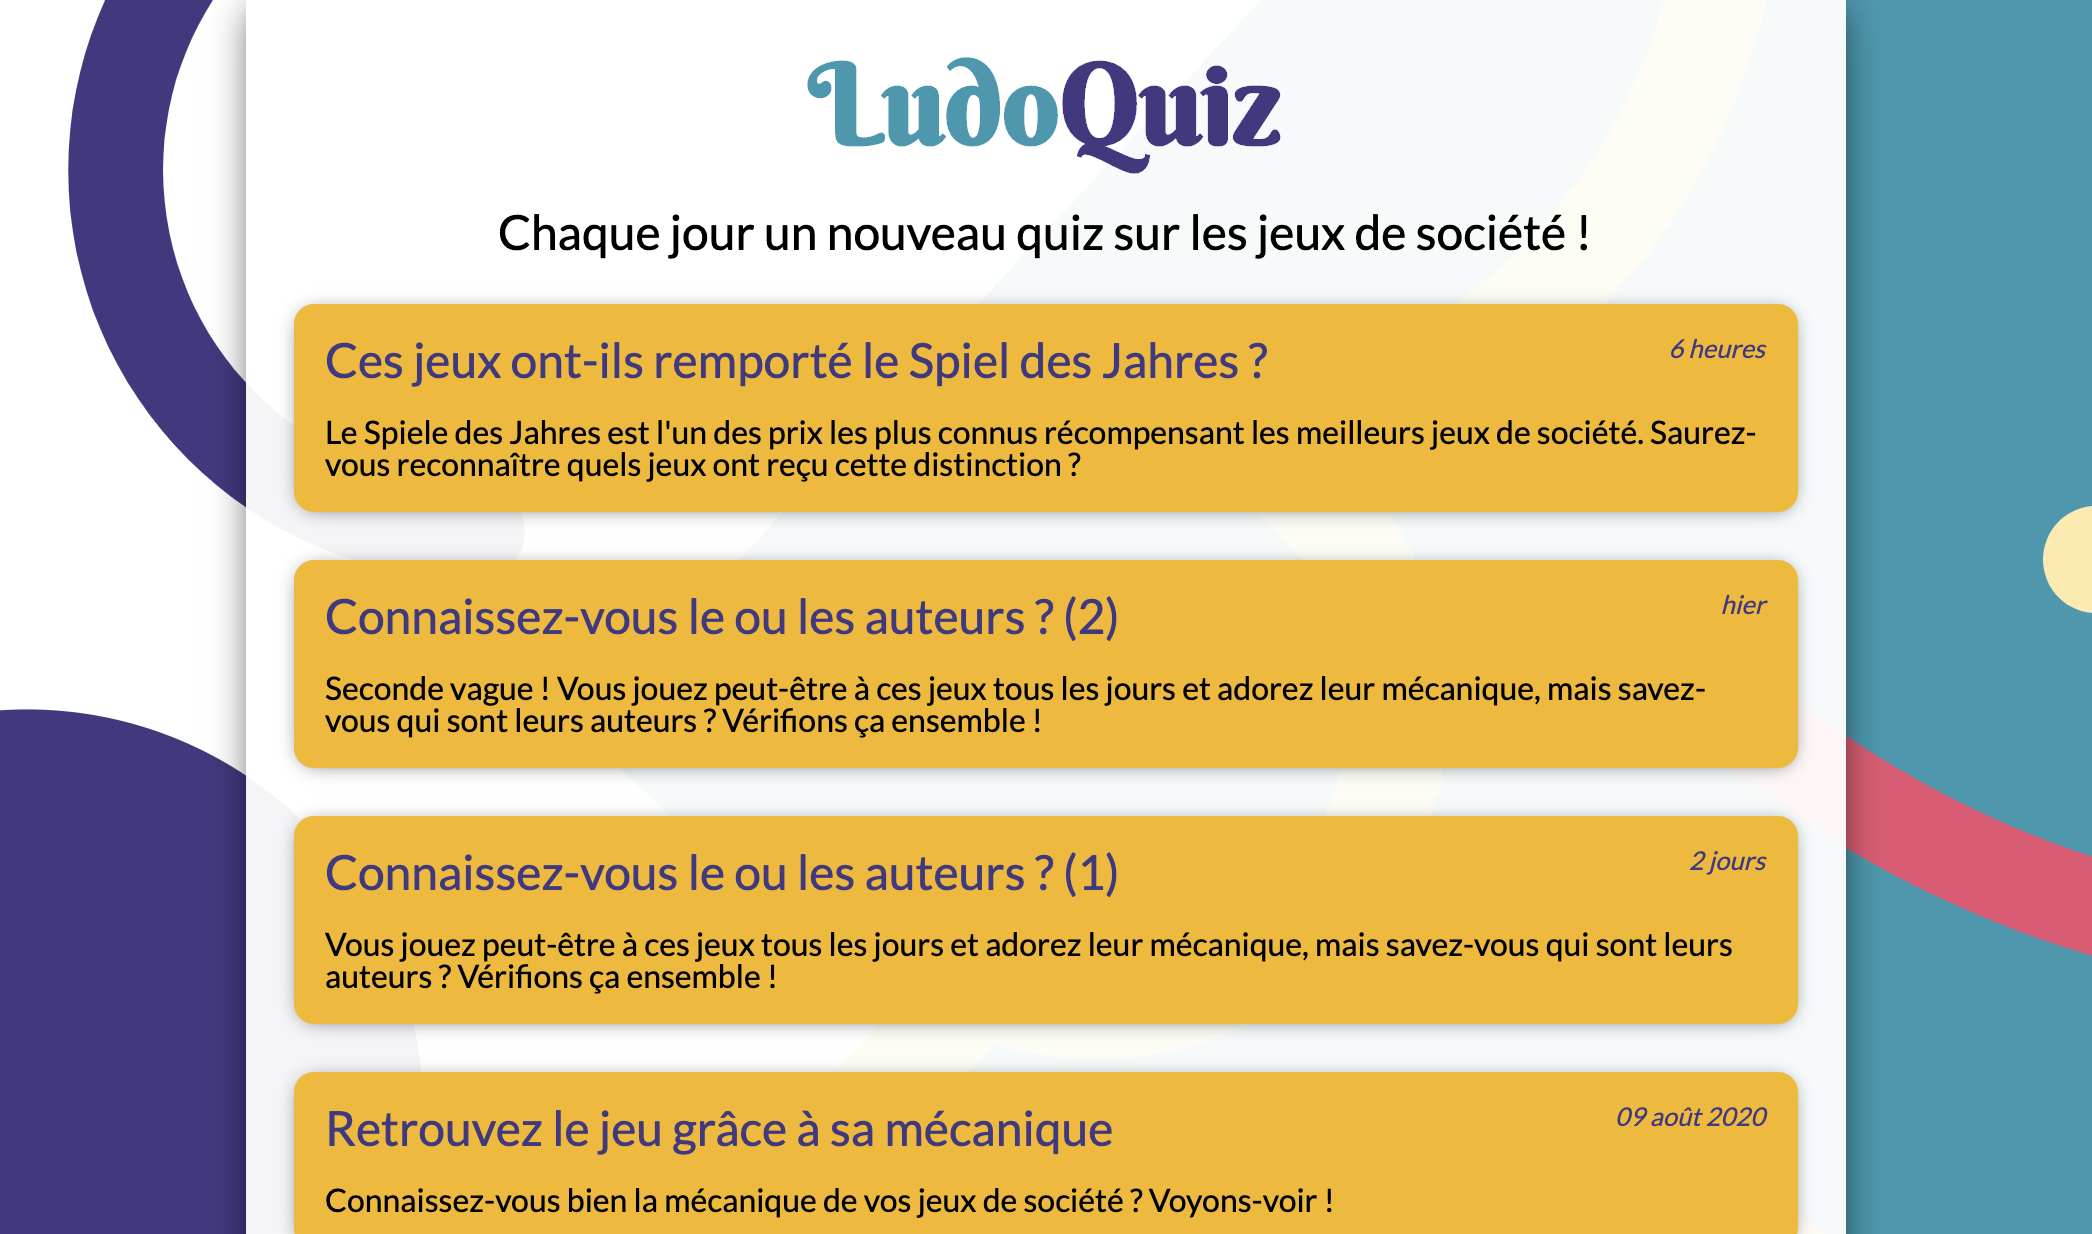 LudoQuiz
Chaque jour un nouveau quiz sur les jeux de société !
Ces jeux ont-ils remporté le Spiel des Jahres ?
6 heures
Le Spiele des Jahres est l'un des prix les plus connus récompensant les meilleurs jeux de société. Saurez-
vous reconnaître quels jeux ont reçu cette distinction ?
Connaissez-vous le ou les auteurs ? (2)
hier
Seconde vague ! Vous jouez peut-être à ces jeux tous les jours et adorez leur mécanique, mais savez-
vous qui sont leurs auteurs ? Vérifions ça ensemble !
Connaissez-vous le ou les auteurs ? (1)
2 jours
Vous jouez peut-être à ces jeux tous les jours et adorez leur mécanique, mais savez-vous qui sont leurs
auteurs ? Vérifions ça ensemble !
Retrouvez le jeu grâce à sa mécanique
09 août 2020
Connaissez-vous bien la mécanique de vos jeux de société ? Voyons-voir !